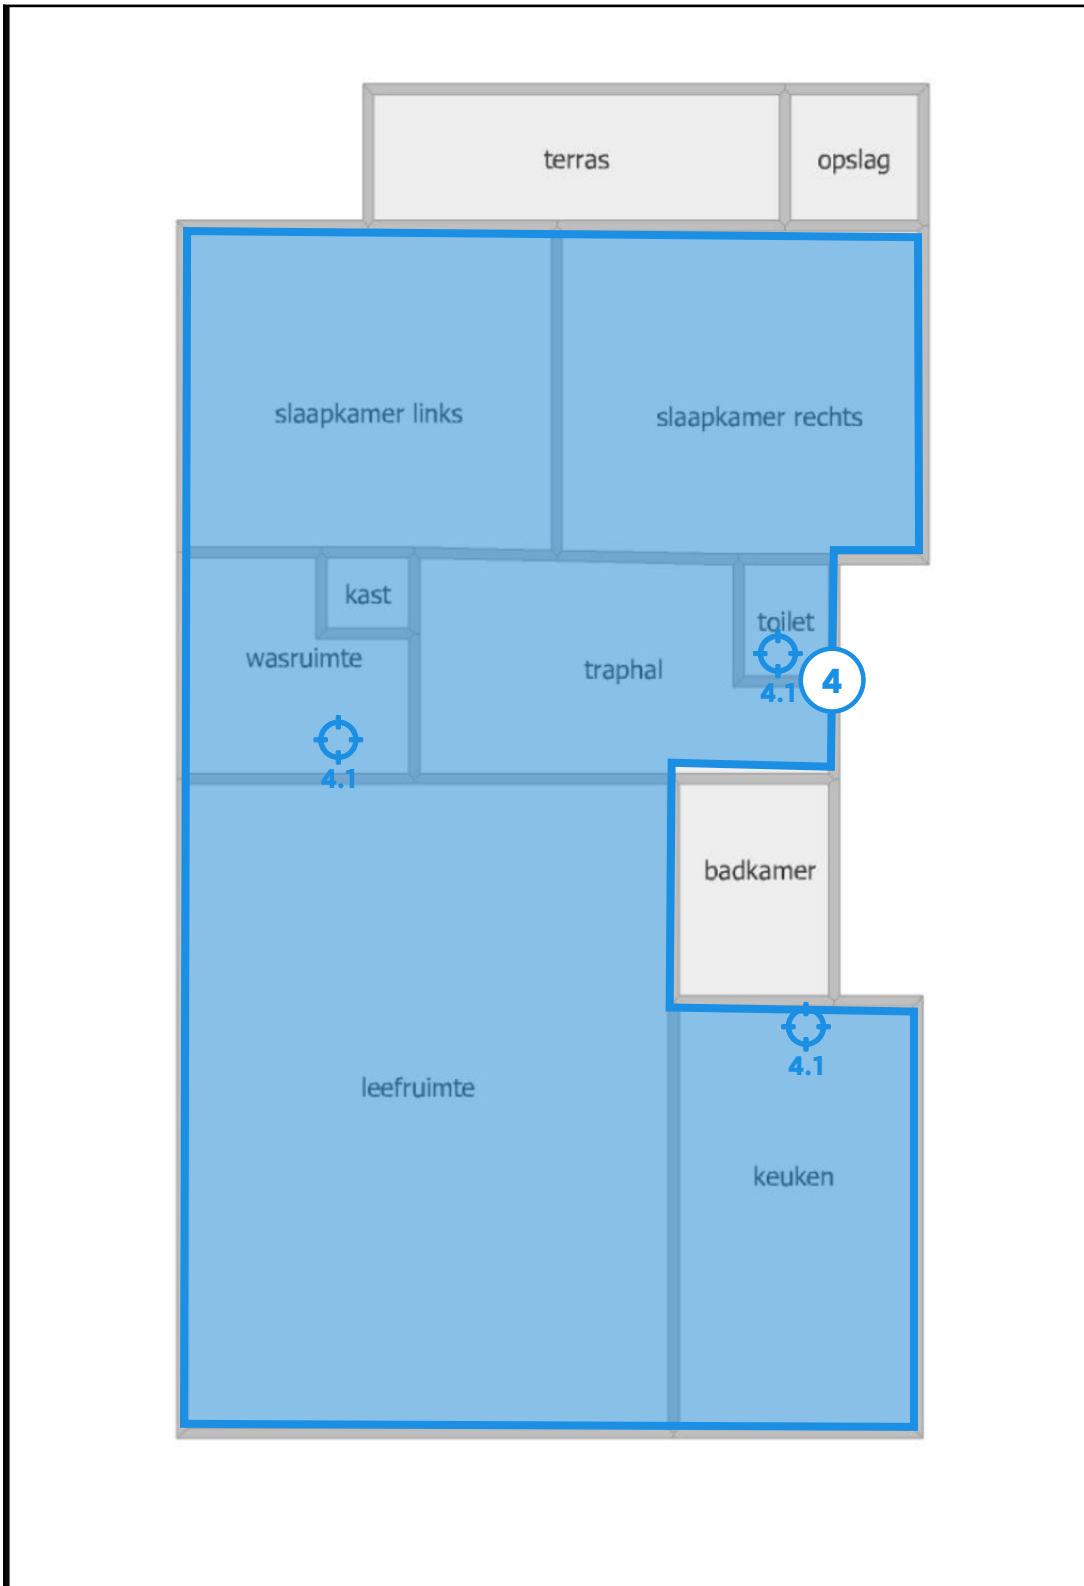 terras
opslag
slaapkamer links
slaapkamer rechts
kast
toilet
wasruimte
traphal
4
4.1
4.1
badkamer
4.1
leefruimte
keuken